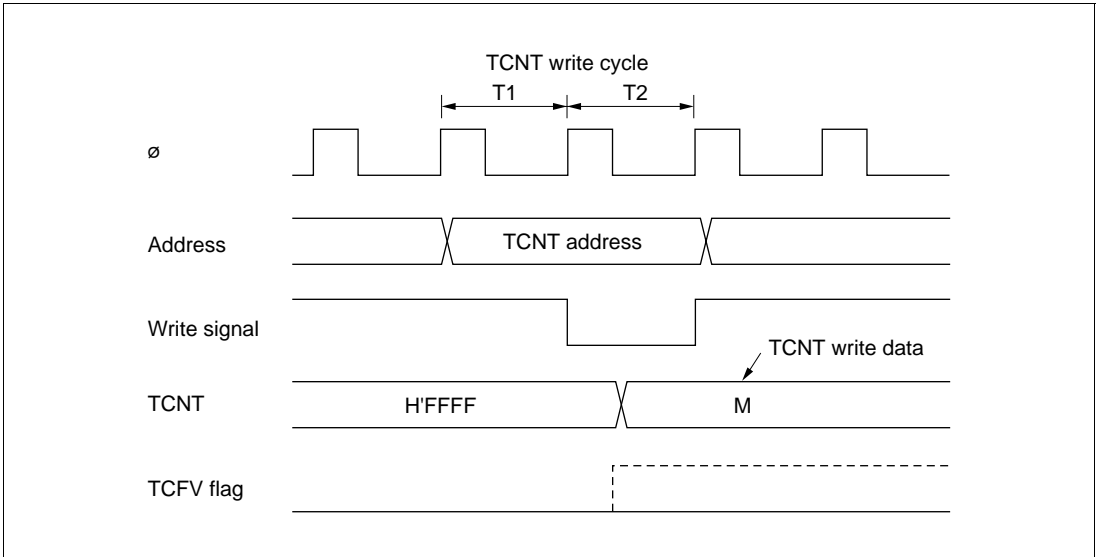 TCNT write cycle
T1 T2
ø
Address TCNT address
Write signal
TCNT write data
TCNT H'FFFF M
TCFV flag